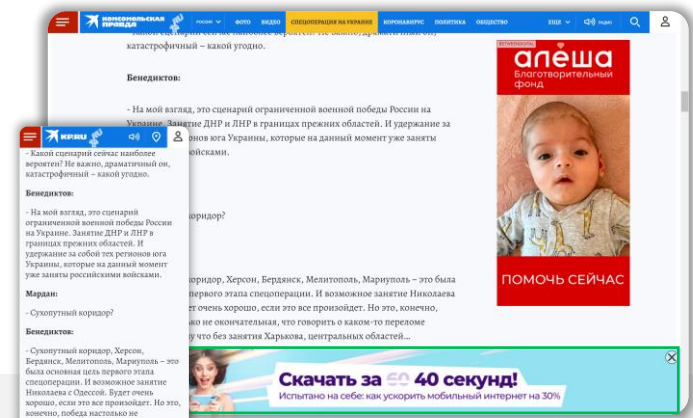 КОМСОМОЛЬСКАЯ ПРАВДА
РОССИЯ
ФОТО
ВИДЕО
СПЕЦОПЕРАЦИЯ НА УКРАИНЕ
КОРОНАВИРУС
ПОЛИТИКА
ОБЩЕСТВО
ЕЩЕ
РАДИО
катастрофичный – какой угодно.
Бенедиктов:
- На мой взгляд, это сценарий ограниченной военной победы России на
Украине. Занятие ДНР и ЛНР в границах прежних областей. И удержание за
онов юга Украины, которые на данный момент уже заняты
войсками.
коридор?
коридор, Херсон, Бердянск, Мелитополь, Мариуполь – это была
первого этапа спецоперации. И возможное занятие Николаева
ет очень хорошо, если это все произойдет. Но это, конечно,
ько не окончательная, что говорить о каком-то переломе
у что без занятия Харькова, центральных областей...
алёша
Благотворительный
фонд
ПОМОЧЬ СЕЙЧАС
KP.RU
- Какой сценарий сейчас наиболее
вероятен? Не важно, драматичный он,
катастрофичный – какой угодно.
Бенедиктов:
- На мой взгляд, это сценарий
ограниченной военной победы России
на Украине. Занятие ДНР и ЛНР в
границах прежних областей. И
удержание за собой тех регионов юга
Украины, которые на данный момент
уже заняты российскими войсками.
Мардан:
- Сухопутный коридор?
Бенедиктов:
- Сухопутный коридор, Херсон,
Бердянск, Мелитополь, Мариуполь – это
была основная цель первого этапа
спецоперации. И возможное занятие
Николаева с Одессой. Будет очень
хорошо, если это все произойдет. Но это,
конечно, победа настолько не
Скачать за 60 40 секунд!
Испытано на себе: как ускорить мобильный интернет на 30%